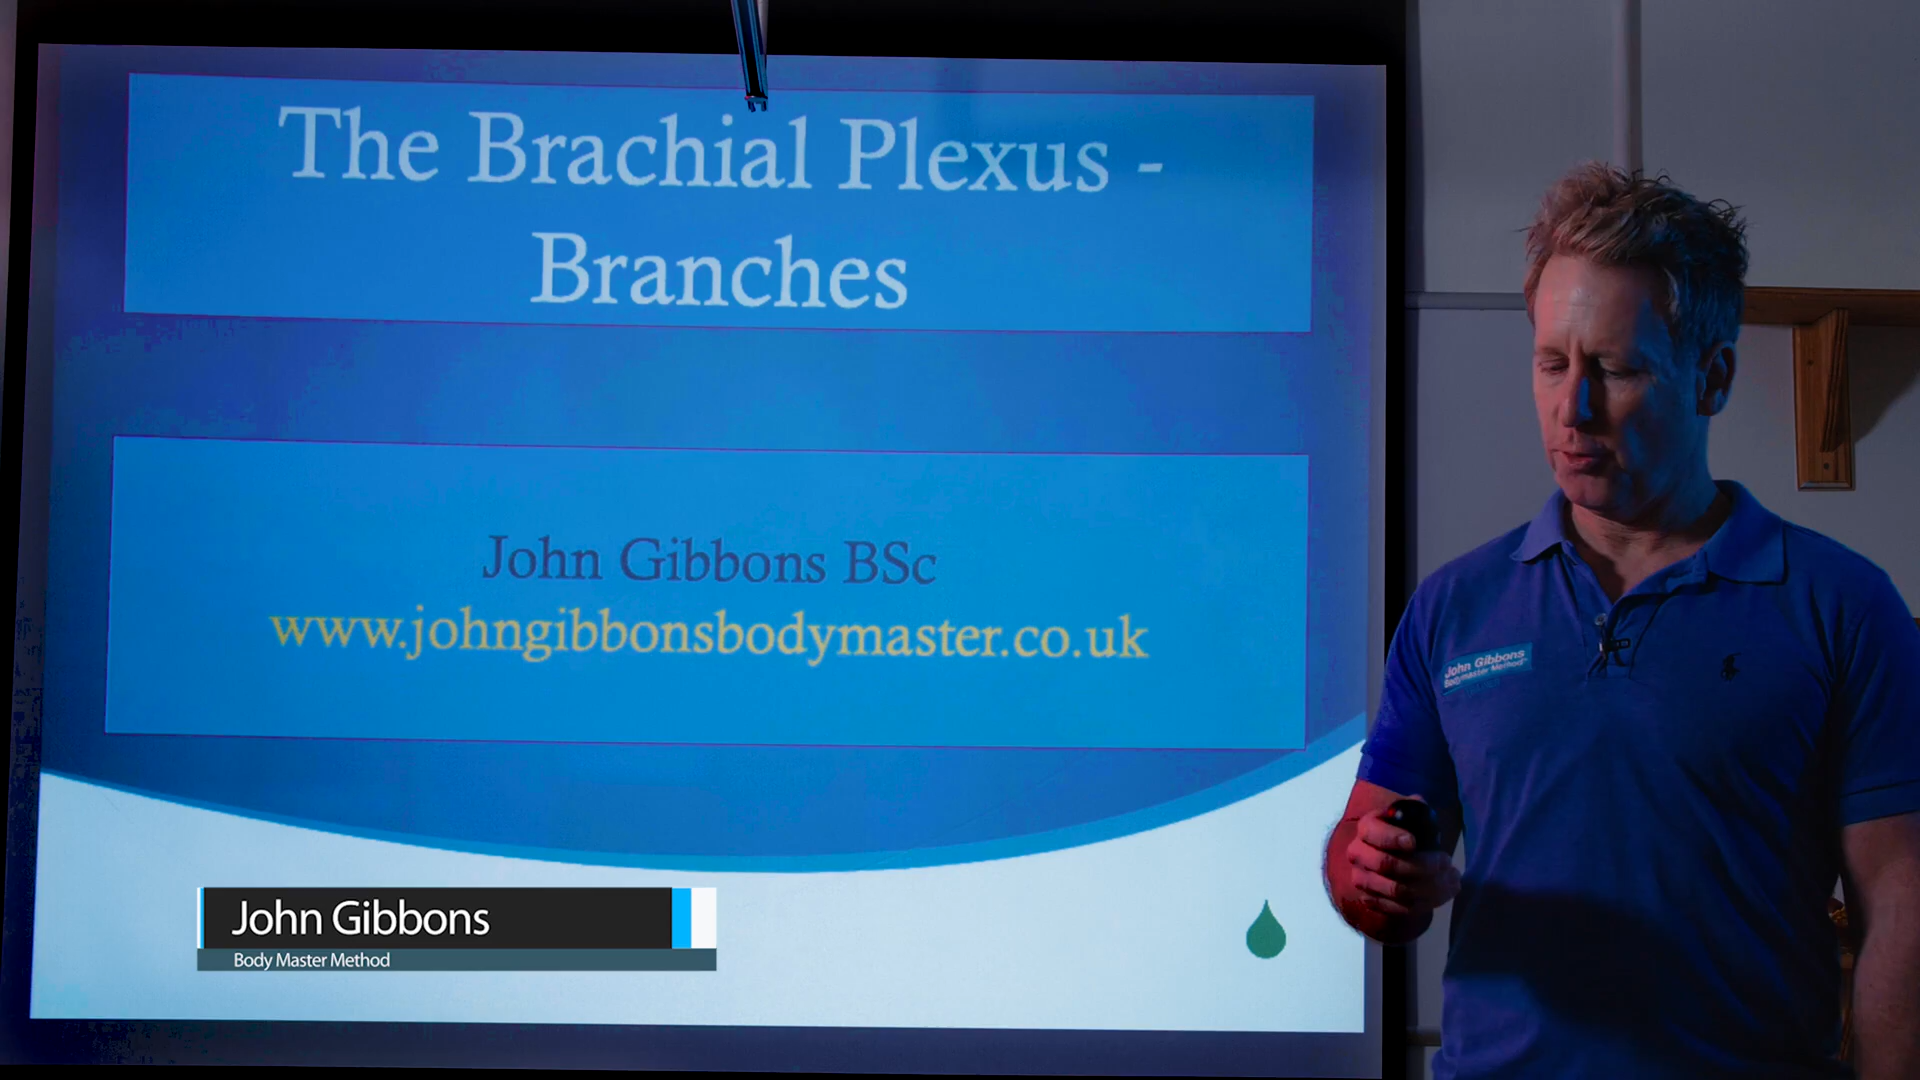 The Brachial Plexus -
Branches
John Gibbons BSc
www.johngibbonsbodymaster.co.uk
John Gibbons
Bodymaster Method
John Gibbons
Body Master Method